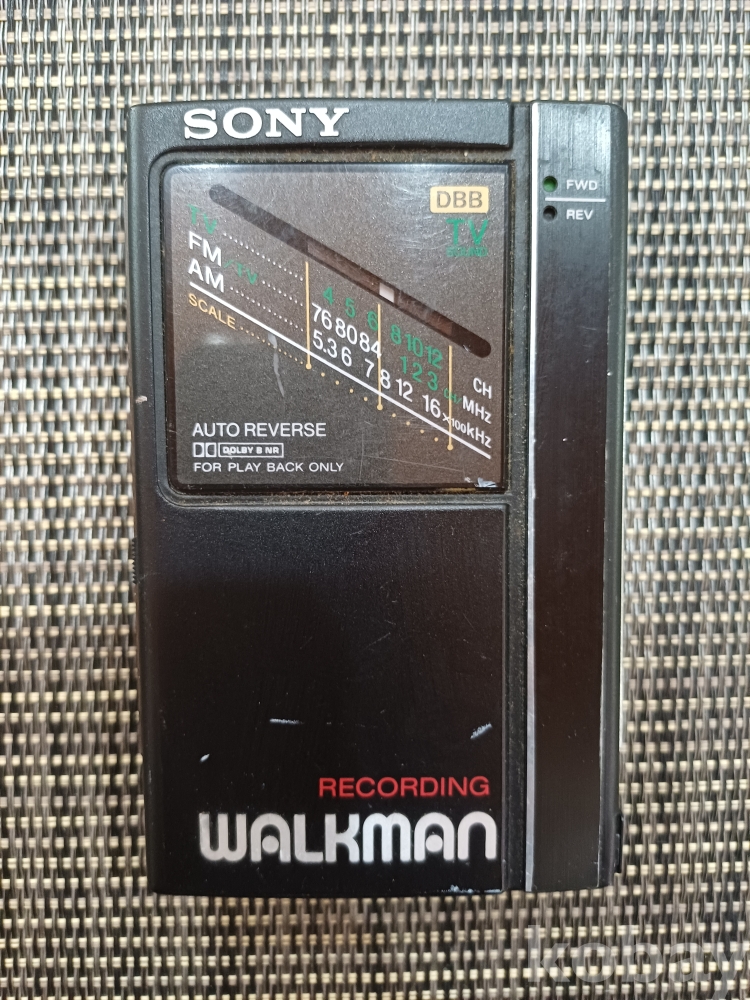 SONY
DBB
TV
FWD
REV
TV
FM/TV
AM
SCALE
4 5 6 8 10 12 CH
76 80 84 1 2 3 MHz
5.3 6 7 8 12 16 ×100kHz
AUTO REVERSE
DOLBY B NR
FOR PLAY BACK ONLY
RECORDING
WALKMAN
kobay